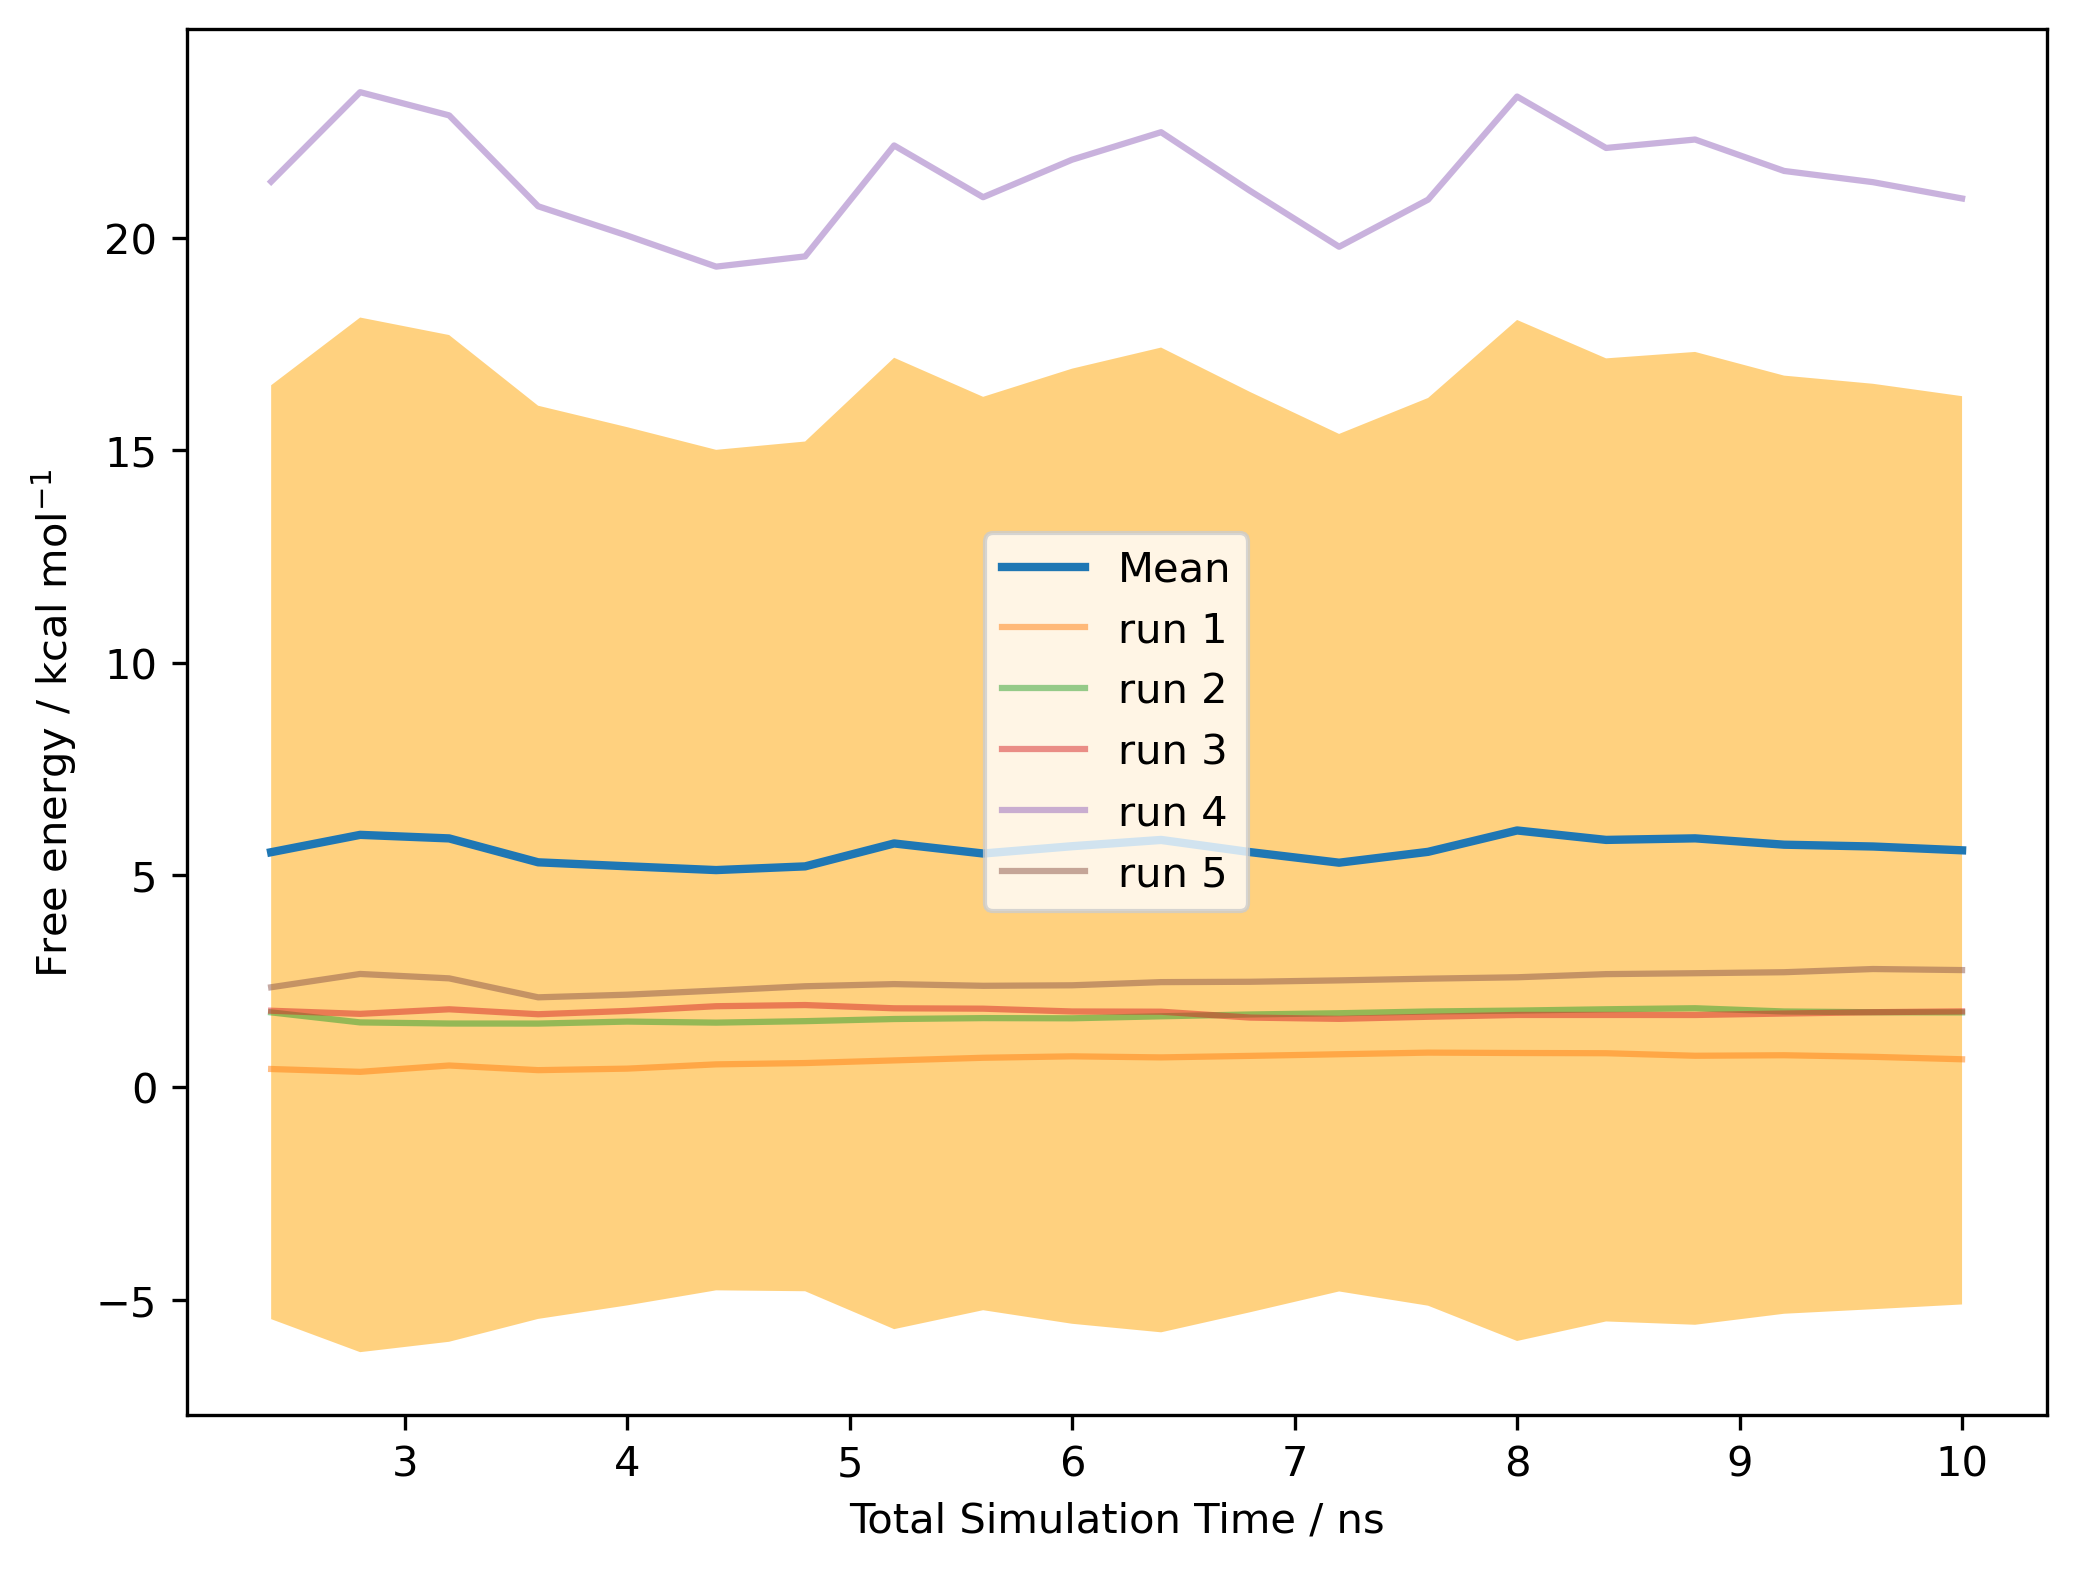 20
15
10
5
0
−5
Free energy / kcal mol⁻¹
Mean
run 1
run 2
run 3
run 4
run 5
3 4 5 6 7 8 9 10
Total Simulation Time / ns